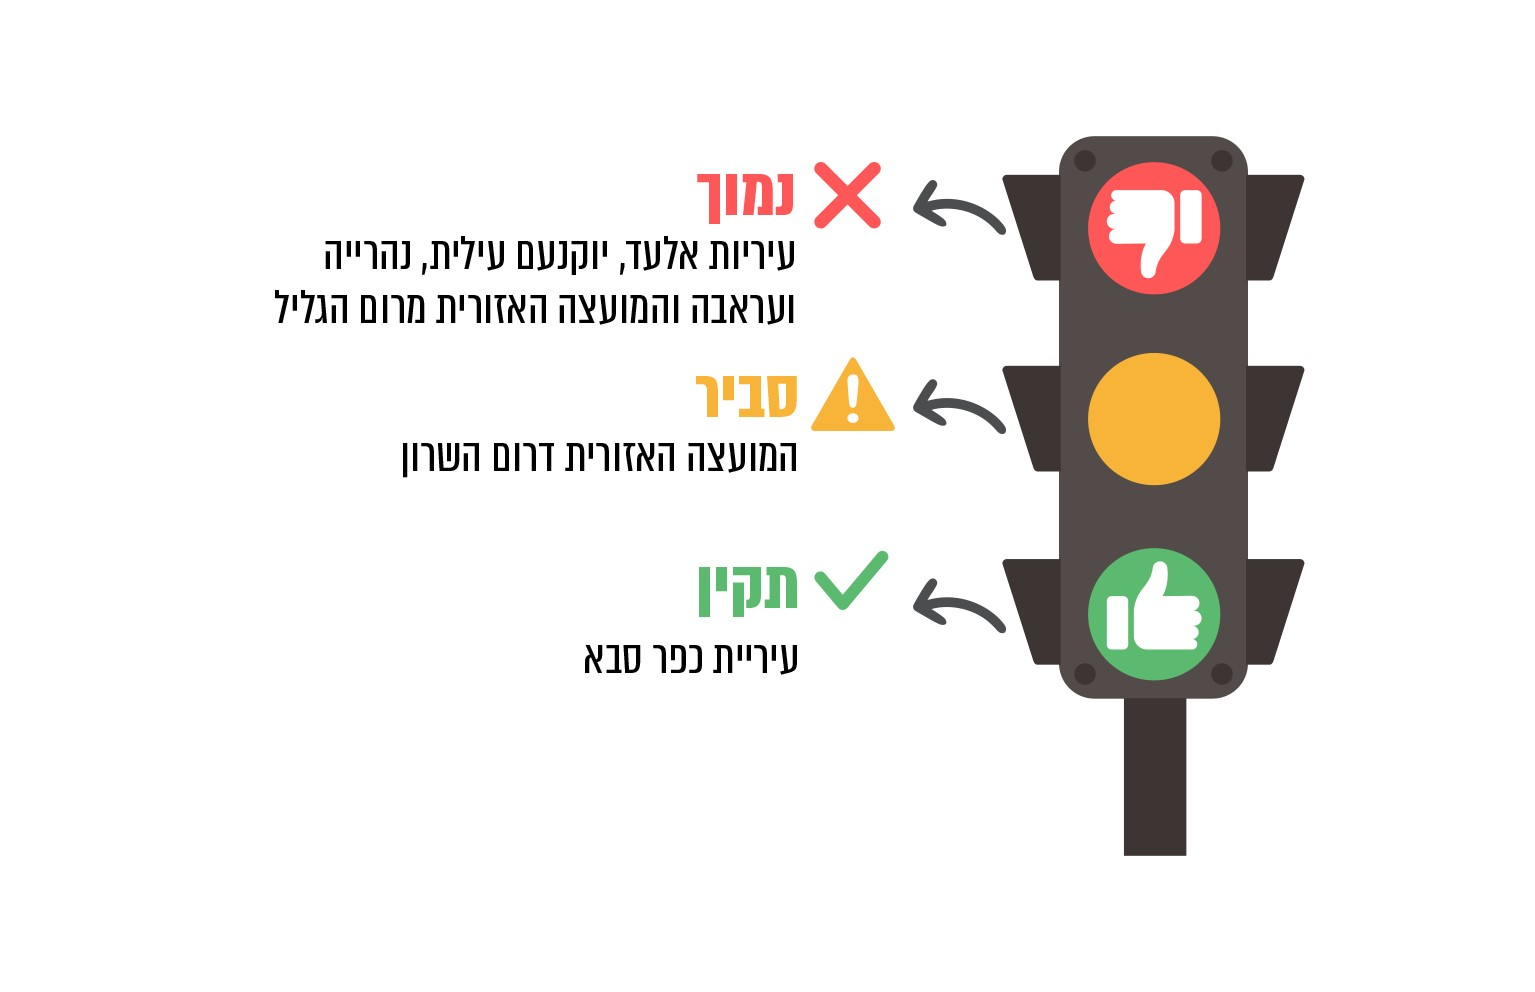 נמוך
עיריות אלעד, יוקנעם עילית, נהרייה
ועראבה והמועצה האזורית מרום הגליל
סביר
המועצה האזורית דרום השרון
תקין
עיריית כפר סבא